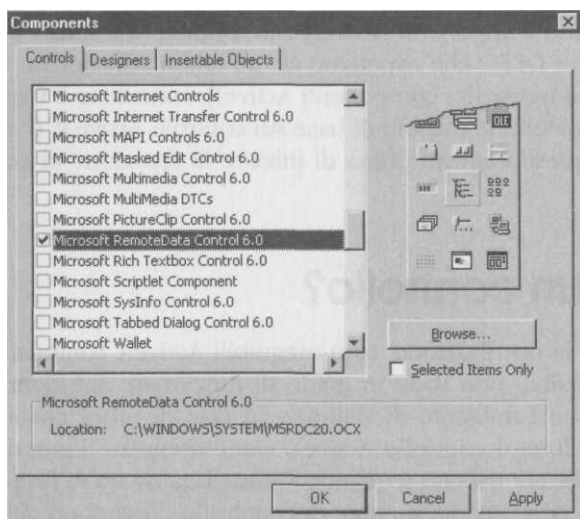 Components
Controls Designers Insertable Objects
Microsoft Internet Controls
Microsoft Internet Transfer Control 6.0
Microsoft MAPI Controls 6.0
Microsoft Masked Edit Control 6.0
Microsoft Multimedia Control 6.0
Microsoft MultiMedia DTCs
Microsoft PictureClip Control 6.0
Microsoft RemoteData Control 6.0
Microsoft Rich Textbox Control 6.0
Microsoft Scriptlet Component
Microsoft SysInfo Control 6.0
Microsoft Tabbed Dialog Control 6.0
Microsoft Wallet
OLE
Browse...
Selected Items Only
Microsoft RemoteData Control 6.0
Location: C:\WINDOWS\SYSTEM\MSRDC20.OCX
OK Cancel Apply